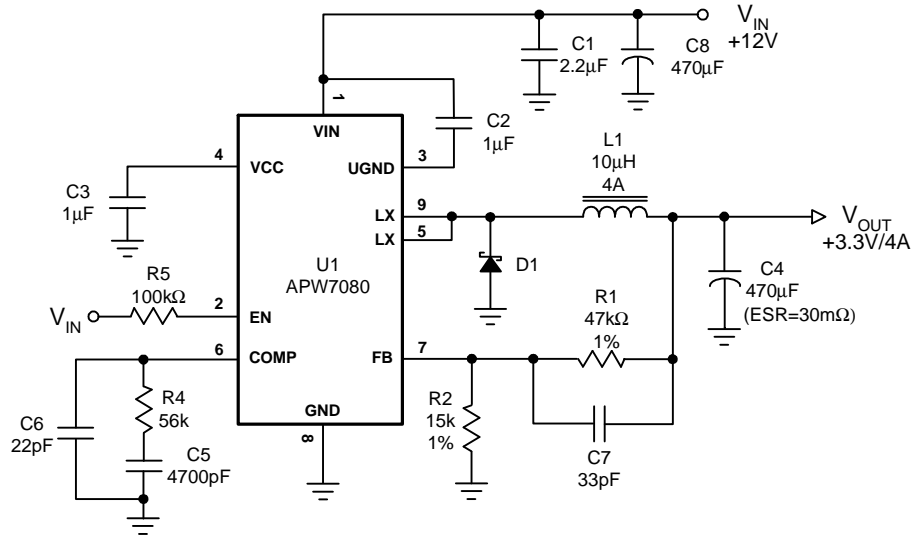 V_IN
+12V
C1
2.2μF
C8
470μF
1
VIN
C2
1μF
4
VCC
UGND
3
C3
1μF
L1
10μH
4A
LX
9
LX
5
V_OUT
+3.3V/4A
U1
APW7080
D1
C4
470μF
(ESR=30mΩ)
R5
100kΩ
V_IN
2
EN
R1
47kΩ
1%
6
COMP
FB
7
R4
56k
C6
22pF
C5
4700pF
GND
8
R2
15k
1%
C7
33pF